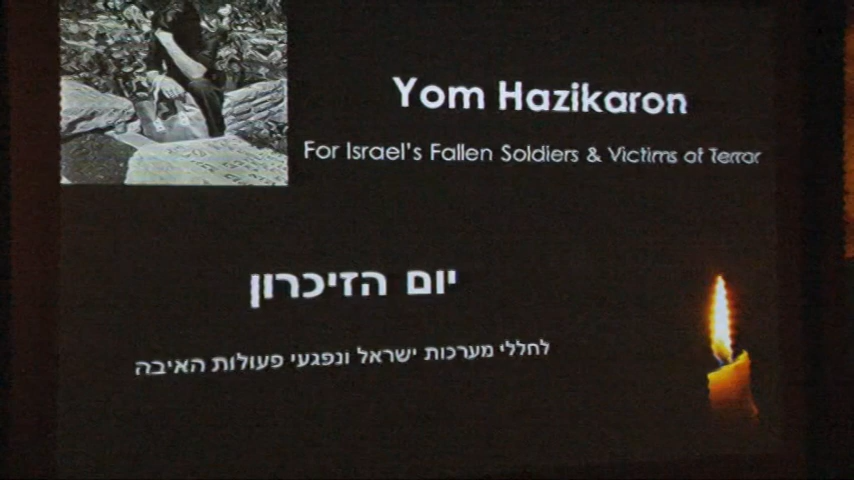 Yom Hazikaron
For Israel's Fallen Soldiers & Victims of Terror
יום הזיכרון
לחללי מערכות ישראל ונפגעי פעולות האיבה